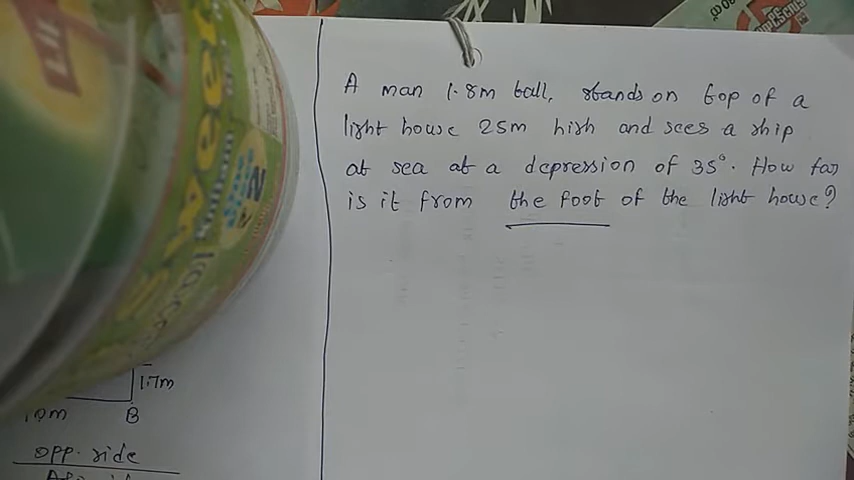 A man 1.8m tall, stands on top of a
light house 25m high and sees a ship
at sea at a depression of 35°. How far
is it from the foot of the light house?
1.7m
10m B
opp. side